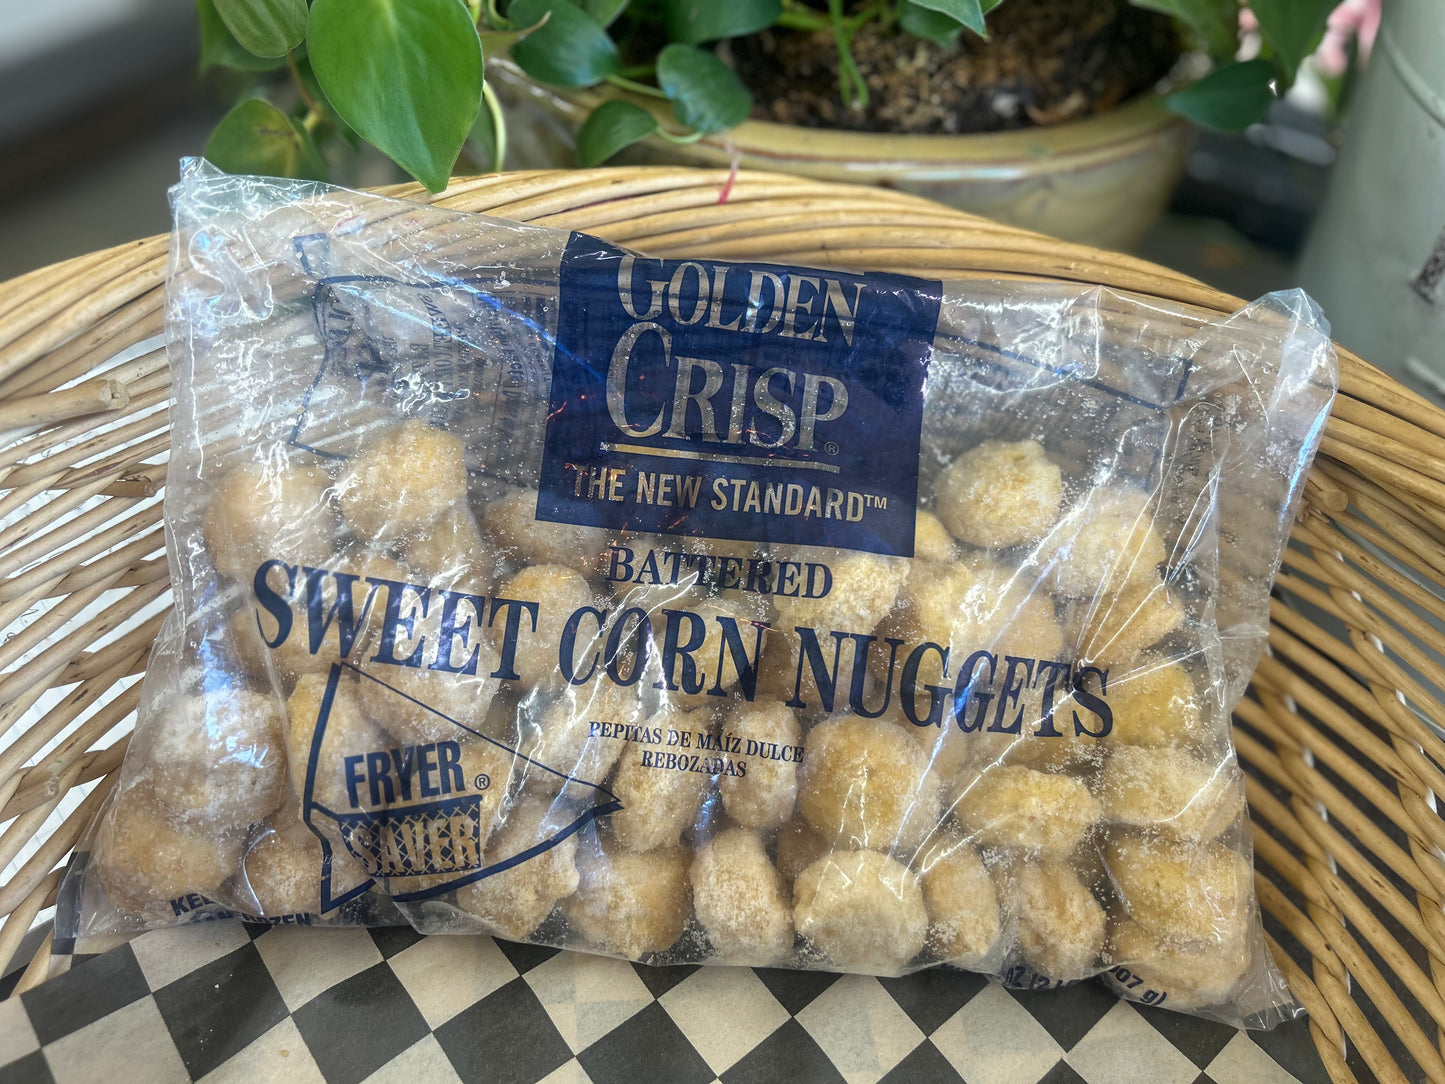 GOLDEN
CRISP®
THE NEW STANDARD™
BATTERED
SWEET CORN NUGGETS
PEPITAS DE MAÍZ DULCE
REBOZADAS
FRYER ®
SAVER